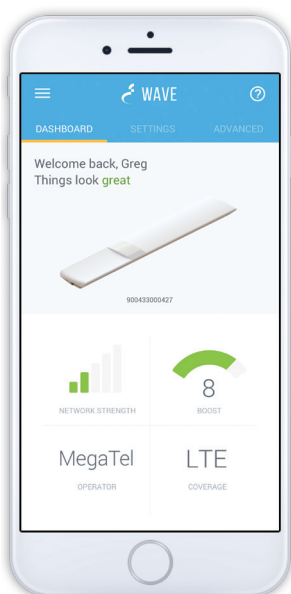 WAVE
DASHBOARD SETTINGS ADVANCED
Welcome back, Greg
Things look great
900433000427
8
NETWORK STRENGTH
BOOST
MegaTel
LTE
OPERATOR
COVERAGE